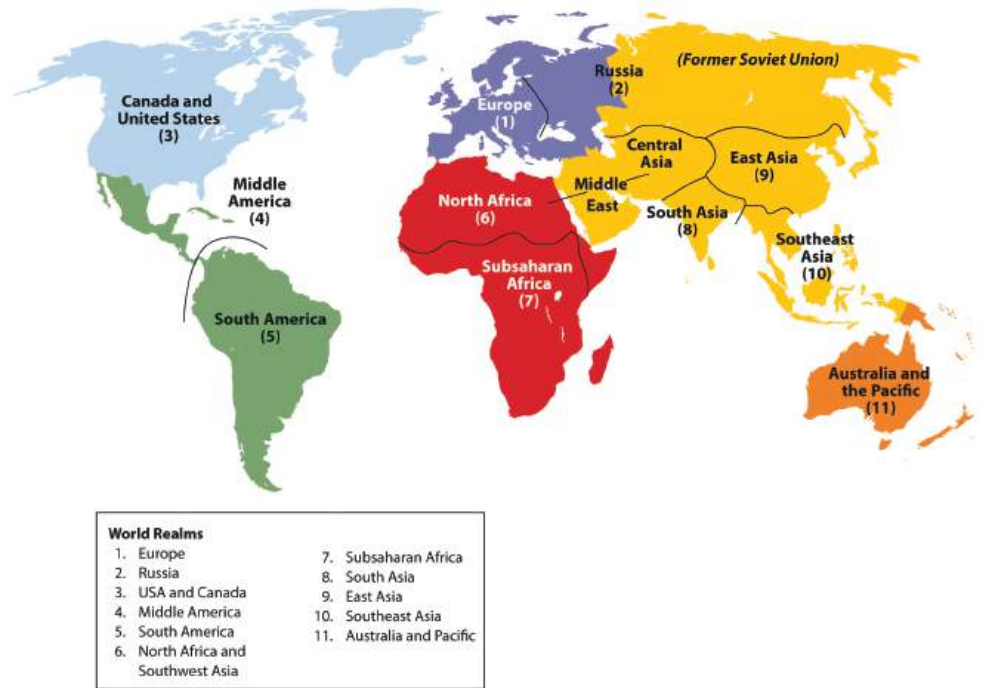 (Former Soviet Union)
Russia
(2)
Canada and
United States
(3)
Europe
(1)
Central
Asia
East Asia
(9)
Middle
America
(4)
North Africa
(6)
Middle
East
South Asia
(8)
Southeast
Asia
(10)
Subsaharan
Africa
(7)
South America
(5)
Australia and
the Pacific
(11)
World Realms
1. Europe
2. Russia
3. USA and Canada
4. Middle America
5. South America
6. North Africa and
Southwest Asia
7. Subsaharan Africa
8. South Asia
9. East Asia
10. Southeast Asia
11. Australia and Pacific